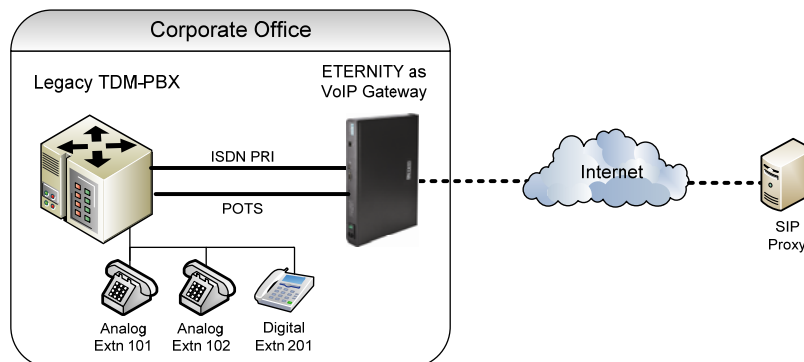 Corporate Office
Legacy TDM-PBX
ETERNITY as
VoIP Gateway
ISDN PRI
POTS
Internet
SIP
Proxy
Analog
Extn 101
Analog
Extn 102
Digital
Extn 201